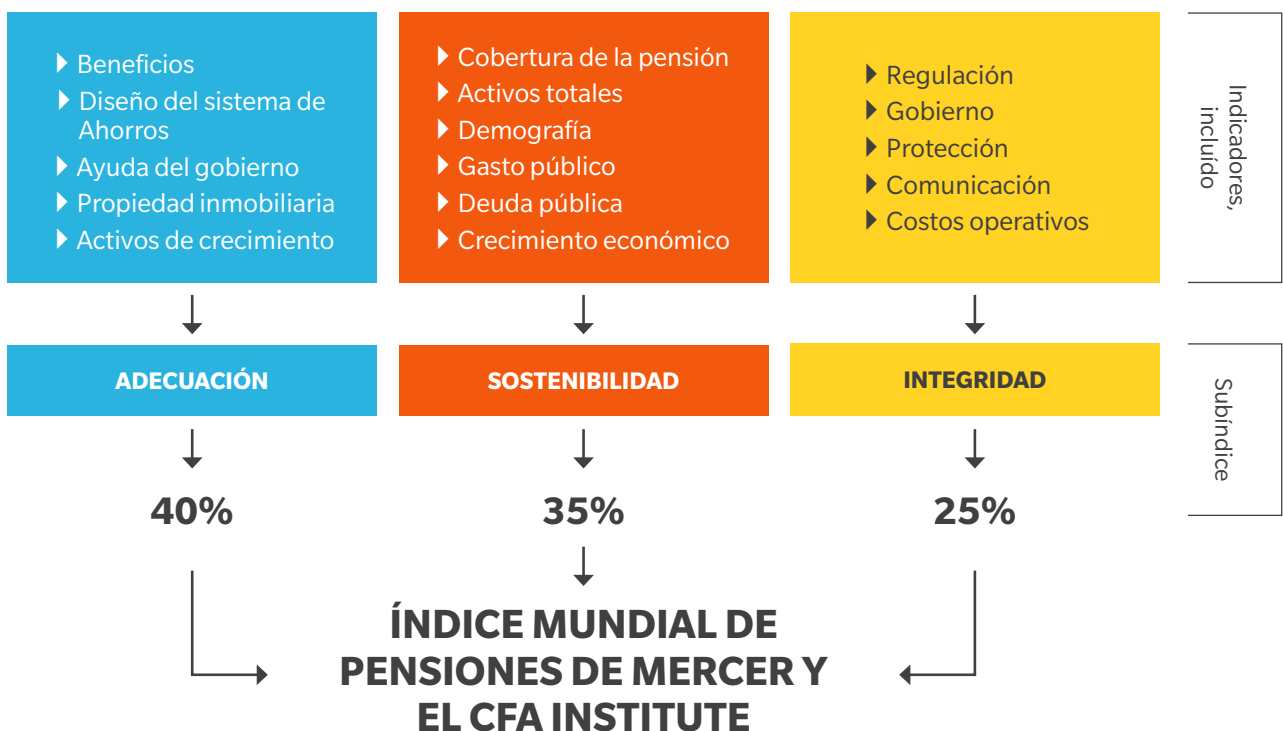 Beneficios
Diseño del sistema de
Ahorros
Ayuda del gobierno
Propiedad inmobiliaria
Activos de crecimiento
Cobertura de la pensión
Activos totales
Demografía
Gasto público
Deuda pública
Crecimiento económico
Regulación
Gobierno
Protección
Comunicación
Costos operativos
Indicadores,
incluído
ADECUACIÓN
SOSTENIBILIDAD
INTEGRIDAD
Subíndice
40%
35%
25%
ÍNDICE MUNDIAL DE
PENSIONES DE MERCER Y
EL CFA INSTITUTE